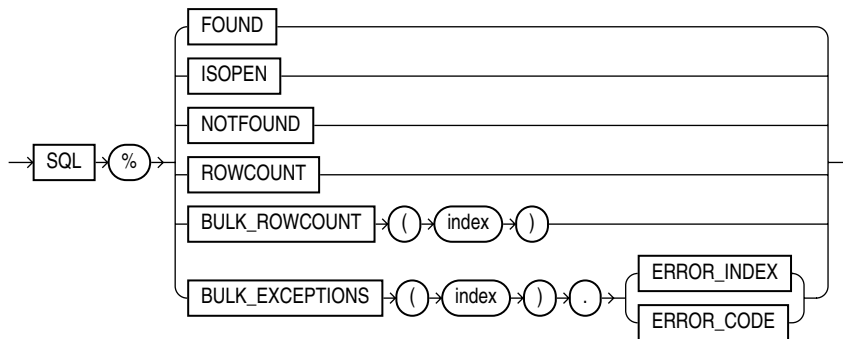 FOUND
ISOPEN
NOTFOUND
SQL %
ROWCOUNT
BULK_ROWCOUNT ( index )
ERROR_INDEX
BULK_EXCEPTIONS ( index ) .
ERROR_CODE